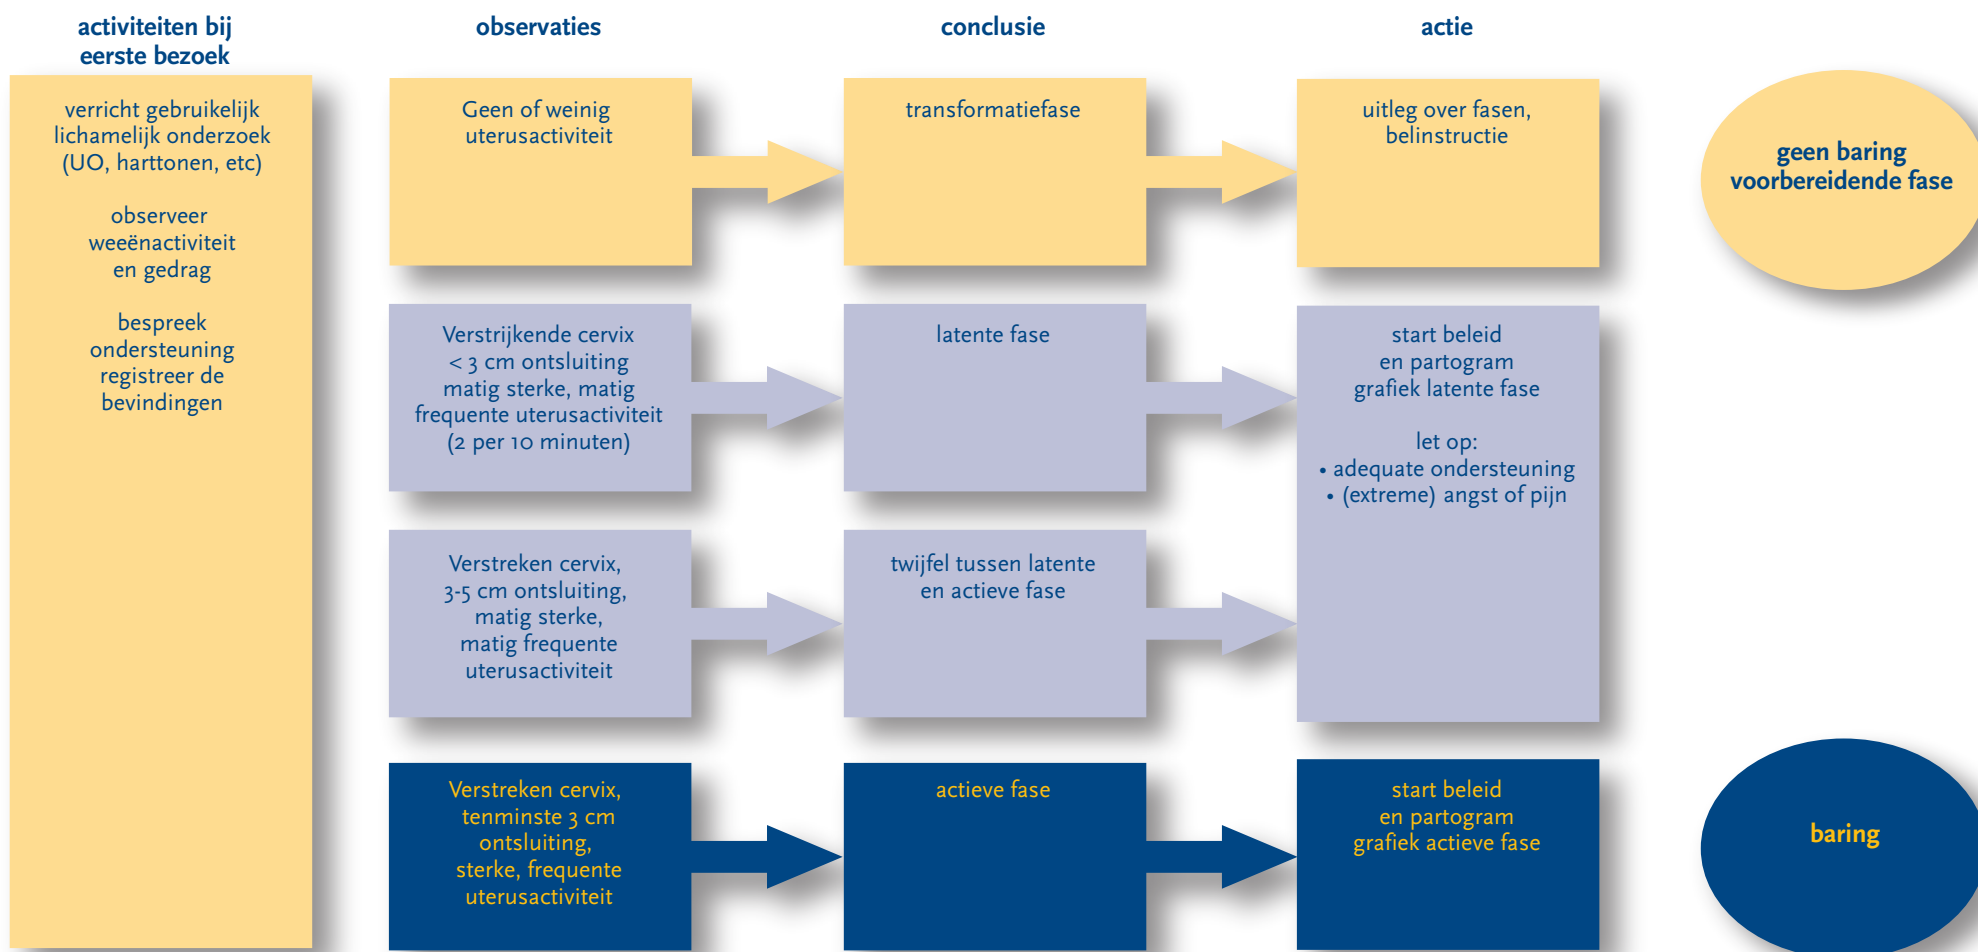 activiteiten bij
eerste bezoek
observaties
conclusie
actie
verricht gebruikelijk
lichamelijk onderzoek
(UO, harttonen, etc)
observeer
weeënactiviteit
en gedrag
bespreek
ondersteuning
registreer de
bevindingen
Geen of weinig
uterusactiviteit
transformatiefase
uitleg over fasen,
belinstructie
geen baring
voorbereidende fase
Verstrijkende cervix
< 3 cm ontsluiting
matig sterke, matig
frequente uterusactiviteit
(2 per 10 minuten)
latente fase
start beleid
en partogram
grafiek latente fase
let op:
• adequate ondersteuning
• (extreme) angst of pijn
Verstreken cervix,
3-5 cm ontsluiting,
matig sterke,
matig frequente
uterusactiviteit
twijfel tussen latente
en actieve fase
Verstreken cervix,
tenminste 3 cm
ontsluiting,
sterke, frequente
uterusactiviteit
actieve fase
start beleid
en partogram
grafiek actieve fase
baring